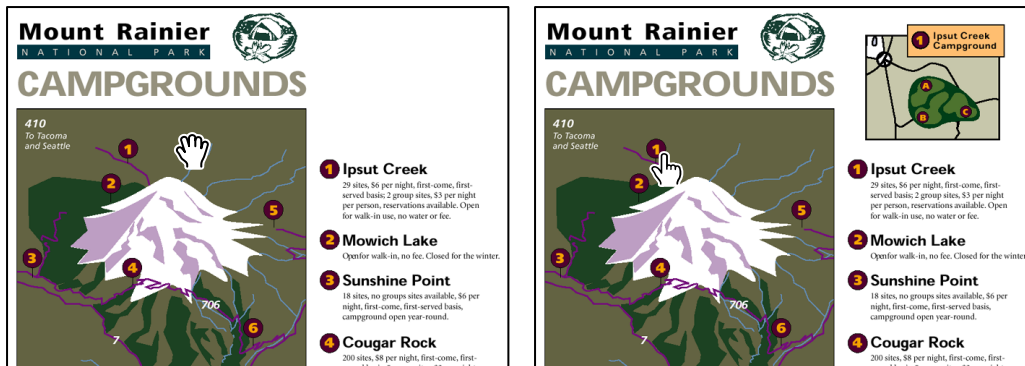 Mount Rainier
NATIONAL PARK
CAMPGROUNDS
410
To Tacoma
and Seattle
1
2
5
3
4
706
6
7
1 Ipsut Creek
29 sites, $6 per night, first-come, first-
served basis; 2 group sites, $3 per night
per person, reservations available. Open
for walk-in use, no water or fee.
2 Mowich Lake
Openfor walk-in, no fee. Closed for the winter.
3 Sunshine Point
18 sites, no groups sites available, $6 per
night, first-come, first-served basis,
campground open year-round.
4 Cougar Rock
200 sites, $8 per night, first-come, first-
Mount Rainier
NATIONAL PARK
CAMPGROUNDS
1 Ipsut Creek
Campground
A
B
C
410
To Tacoma
and Seattle
1
2
5
3
4
706
6
7
1 Ipsut Creek
29 sites, $6 per night, first-come, first-
served basis; 2 group sites, $3 per night
per person, reservations available. Open
for walk-in use, no water or fee.
2 Mowich Lake
Openfor walk-in, no fee. Closed for the winter
3 Sunshine Point
18 sites, no groups sites available, $6 per
night, first-come, first-served basis,
campground open year-round.
4 Cougar Rock
200 sites, $8 per night, first-come, first-